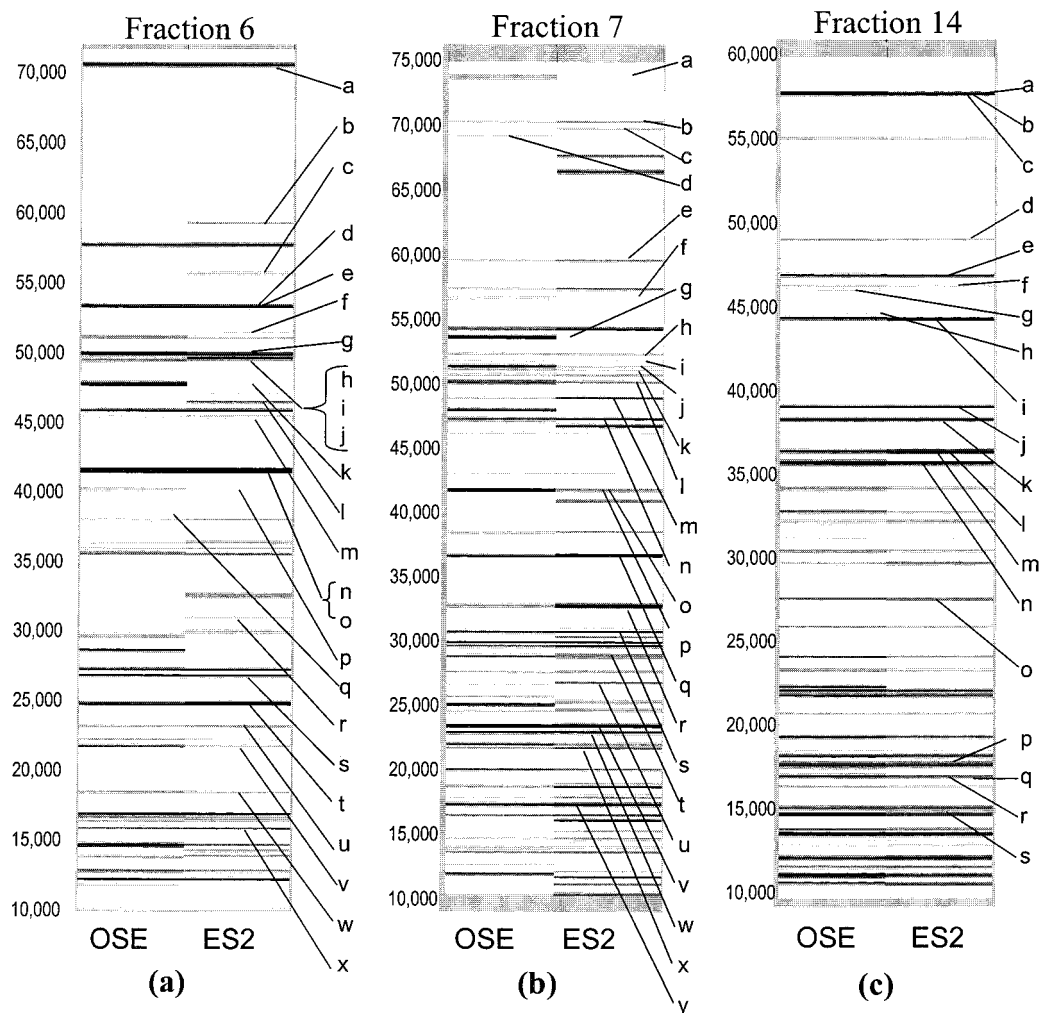 Fraction 6
70,000
65,000
60,000
55,000
50,000
45,000
40,000
35,000
30,000
25,000
20,000
15,000
10,000
a
b
c
d
e
f
g
h
i
j
k
l
m
n
o
p
q
r
s
t
u
v
w
x
OSE ES2
(a)
Fraction 7
75,000
70,000
65,000
60,000
55,000
50,000
45,000
40,000
35,000
30,000
25,000
20,000
15,000
10,000
a
b
c
d
e
f
g
h
i
j
k
l
m
n
o
p
q
r
s
t
u
v
w
x
y
OSE ES2
(b)
Fraction 14
60,000
55,000
50,000
45,000
40,000
35,000
30,000
25,000
20,000
15,000
10,000
a
b
c
d
e
f
g
h
i
j
k
l
m
n
o
p
q
r
s
OSE ES2
(c)